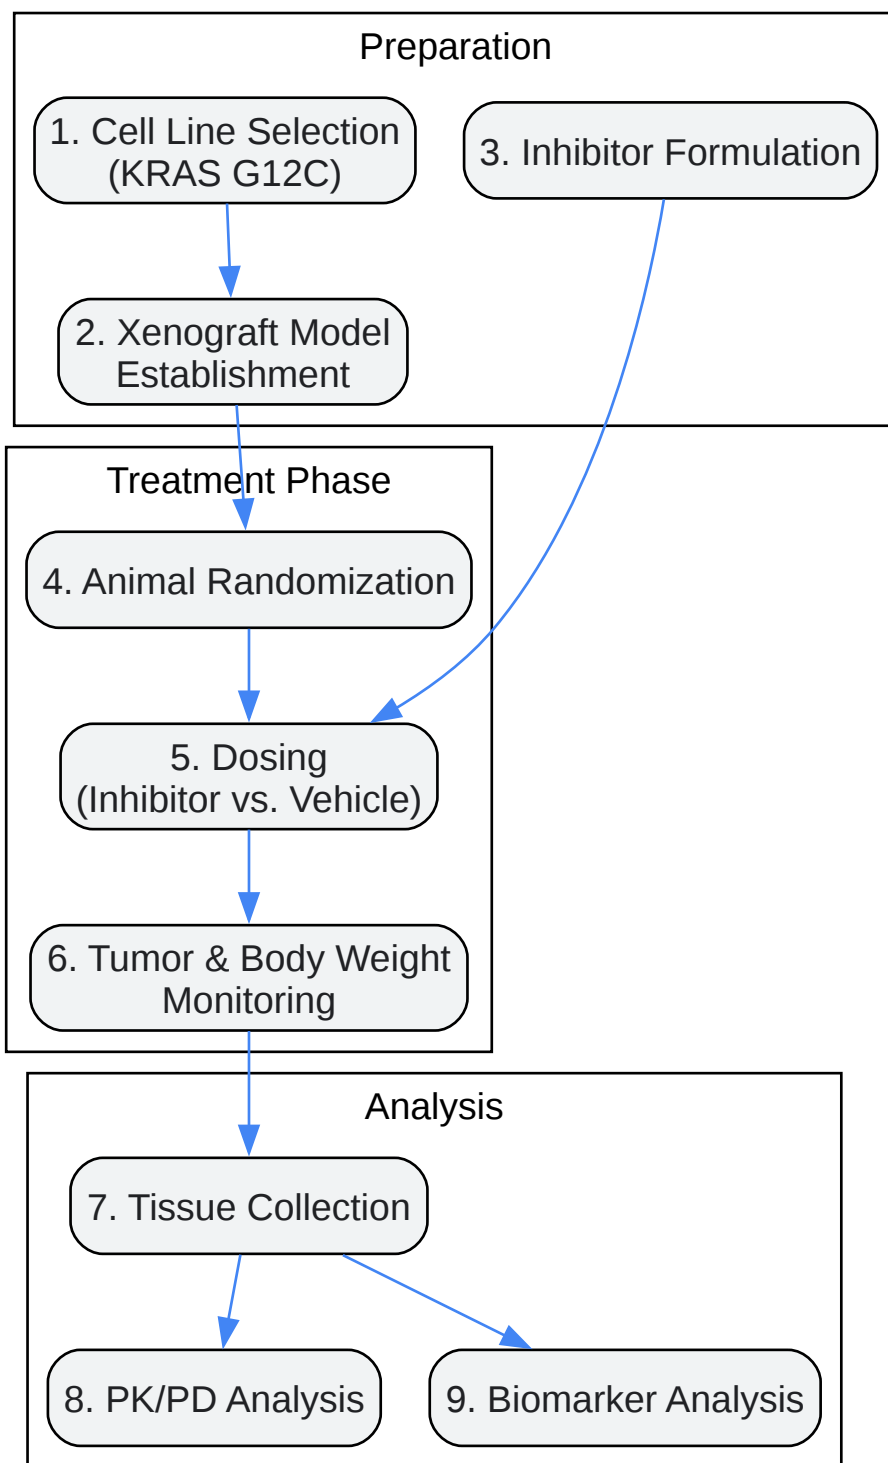 Preparation
1. Cell Line Selection
(KRAS G12C)
3. Inhibitor Formulation
2. Xenograft Model
Establishment
Treatment Phase
4. Animal Randomization
5. Dosing
(Inhibitor vs. Vehicle)
6. Tumor & Body Weight
Monitoring
Analysis
7. Tissue Collection
8. PK/PD Analysis
9. Biomarker Analysis